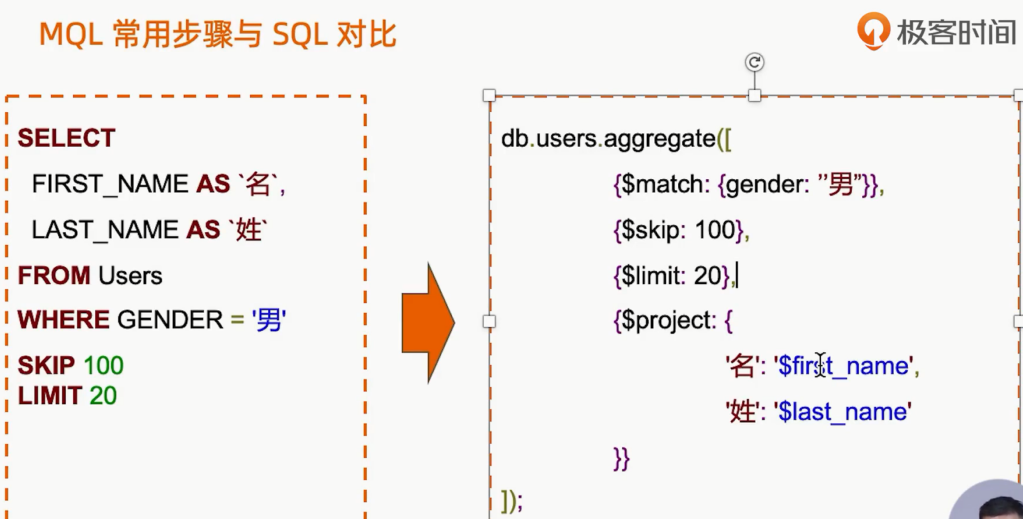 MQL 常用步骤与 SQL 对比
极客时间
SELECT
FIRST_NAME AS `名`,
LAST_NAME AS `姓`
FROM Users
WHERE GENDER = '男'
SKIP 100
LIMIT 20
db.users.aggregate([
{$match: {gender: ’’男”}},
{$skip: 100},
{$limit: 20},
{$project: {
'名': '$first_name',
'姓': '$last_name'
}}
]);